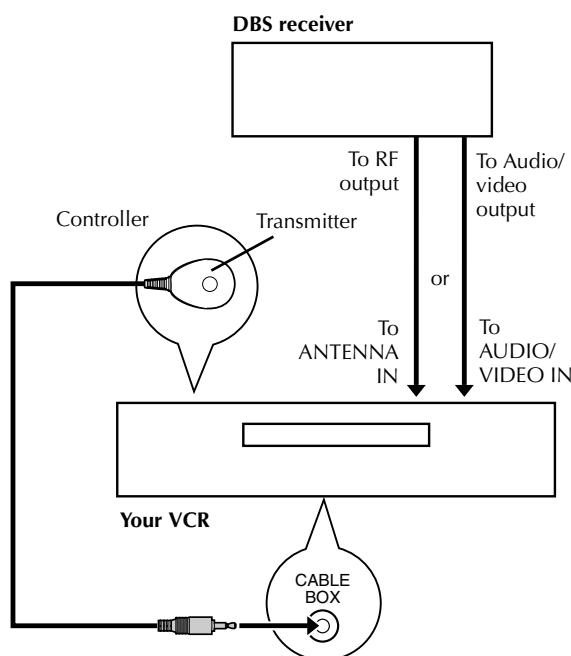 DBS receiver
To RF
output
To Audio/
video
output
Controller
Transmitter
or
To
ANTENNA
IN
To
AUDIO/
VIDEO IN
Your VCR
CABLE
BOX